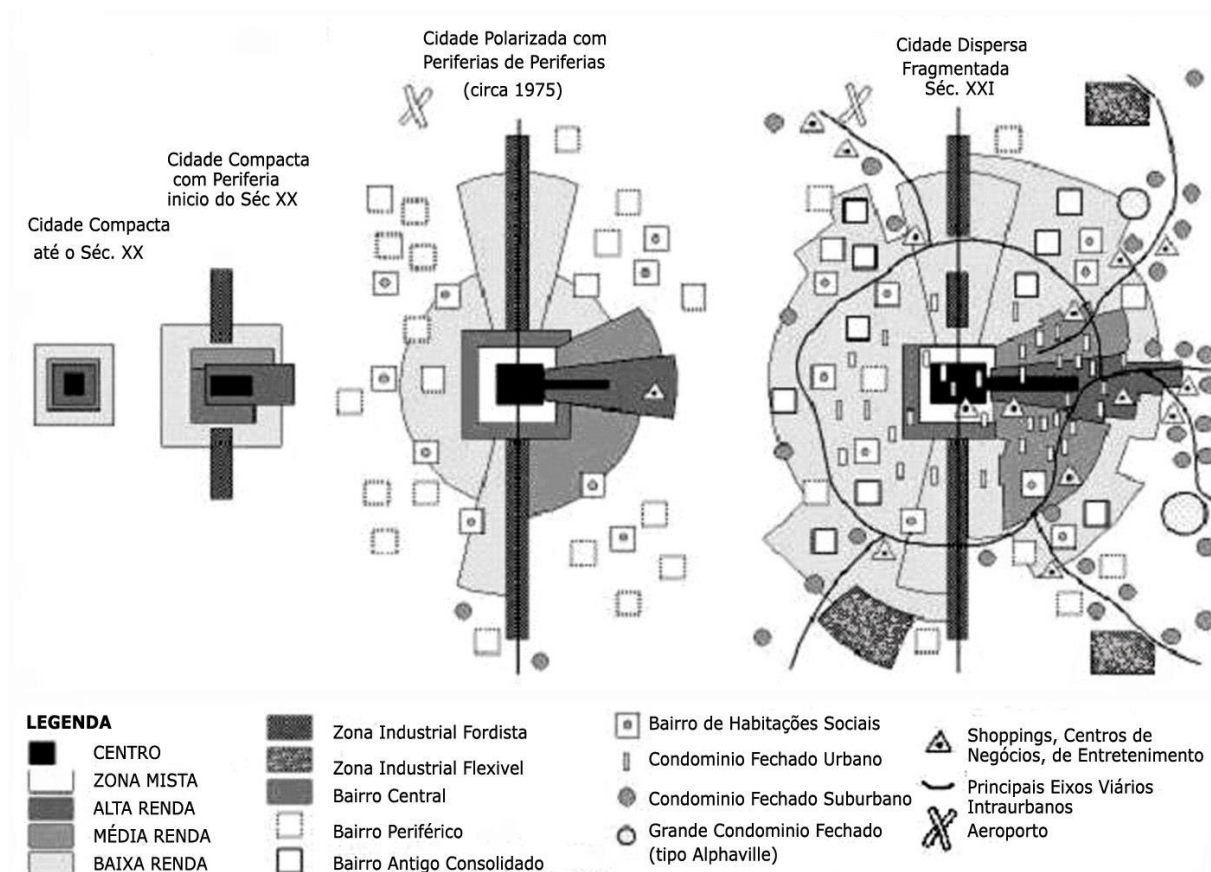 Cidade Compacta
até o Séc. XX
Cidade Compacta
com Periferia
inicio do Séc XX
Cidade Polarizada com
Periferias de Periferias
(circa 1975)
Cidade Dispersa
Fragmentada
Séc. XXI
LEGENDA
CENTRO
ZONA MISTA
ALTA RENDA
MÉDIA RENDA
BAIXA RENDA
Zona Industrial Fordista
Zona Industrial Flexivel
Bairro Central
Bairro Periférico
Bairro Antigo Consolidado
Bairro de Habitações Sociais
Condominio Fechado Urbano
Condominio Fechado Suburbano
Grande Condominio Fechado
(tipo Alphaville)
Shoppings, Centros de
Negócios, de Entretenimento
Principais Eixos Viários
Intraurbanos
Aeroporto